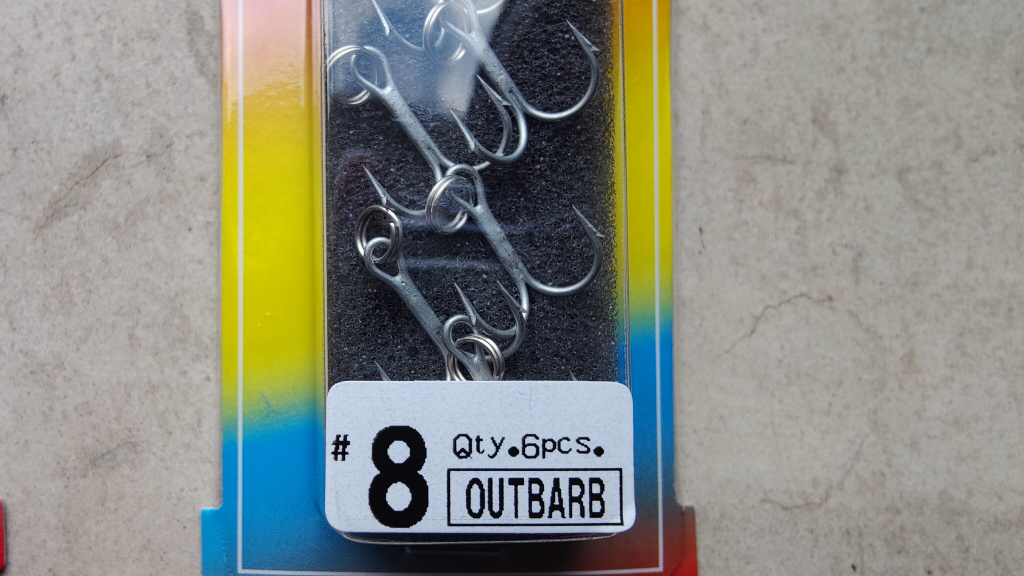 # 8
Qty.6pcs.
OUTBARB